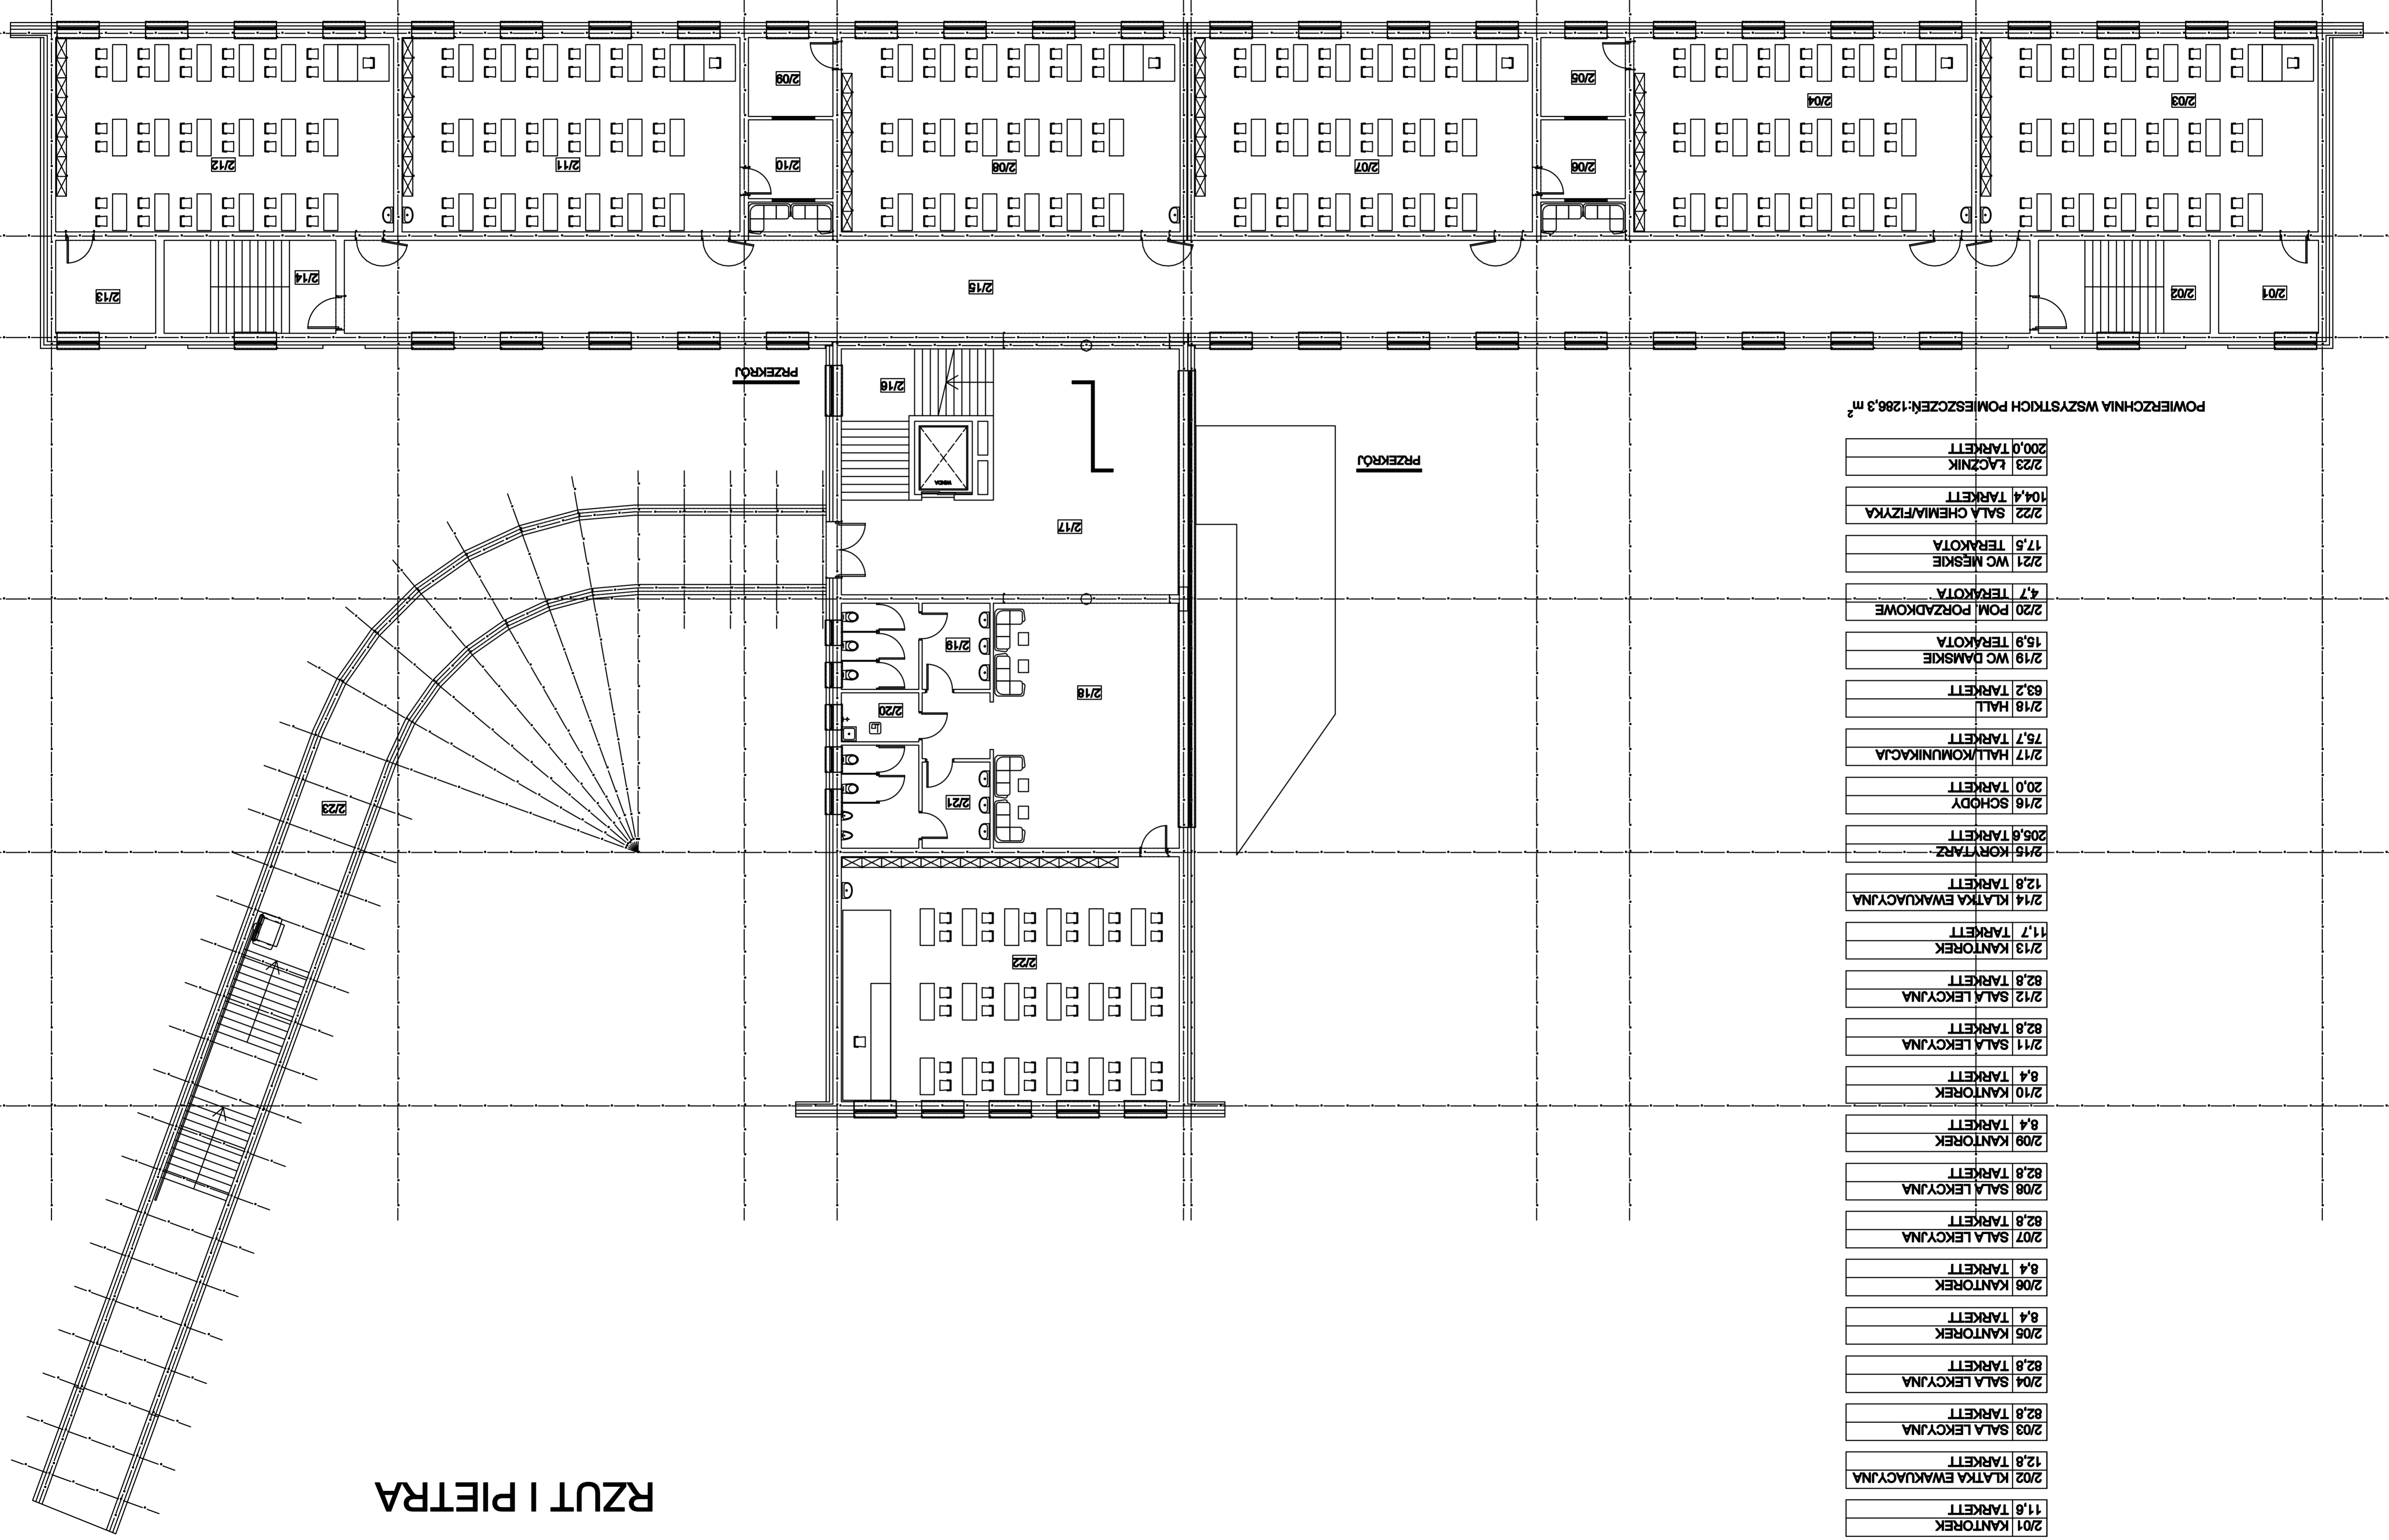 RZUT I PIETRA
2/01 KANTOREK
11,6 TARKETT
2/02 KLATKA EWAKUACYJNA
12,8 TARKETT
2/03 SALA LEKCYJNA
82,8 TARKETT
2/04 SALA LEKCYJNA
82,8 TARKETT
2/05 KANTOREK
8,4 TARKETT
2/06 KANTOREK
8,4 TARKETT
2/07 SALA LEKCYJNA
82,8 TARKETT
2/08 SALA LEKCYJNA
82,8 TARKETT
2/09 KANTOREK
8,4 TARKETT
2/10 KANTOREK
8,4 TARKETT
2/11 SALA LEKCYJNA
82,8 TARKETT
2/12 SALA LEKCYJNA
82,8 TARKETT
2/13 KANTOREK
11,7 TARKETT
2/14 KLATKA EWAKUACYJNA
12,8 TARKETT
2/15 KORYTARZ
205,6 TARKETT
2/16 SCHODY
20,0 TARKETT
2/17 HALL/KOMUNIKACJA
75,7 TARKETT
2/18 HALL
63,2 TARKETT
2/19 WC DAMSKIE
15,9 TERAKOTA
2/20 POM. PORZADKOWE
4,7 TERAKOTA
2/21 WC MĘSKIE
17,5 TERAKOTA
2/22 SALA CHEMIA/FIZYKA
104,4 TARKETT
2/23 ŁĄCZNIK
200,0 TARKETT
POWIERZCHNIA WSZYSTKICH POMIESZCZEŃ:1286,3 m²
2/22
2/23
2/21
2/20
2/18
2/19
2/17
WINDA
PRZEKRÓJ
2/16
PRZEKRÓJ
2/01
2/02
2/15
2/14
2/13
2/06
2/07
2/08
2/10
2/11
2/12
2/03
2/04
2/05
2/09